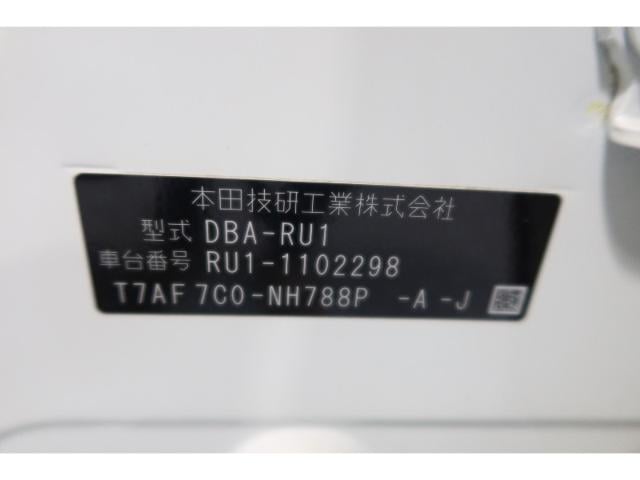 本田技研工業株式会社
型式 DBA-RU1
車台番号 RU1-1102298
T7AF 7C0-NH788P -A -J